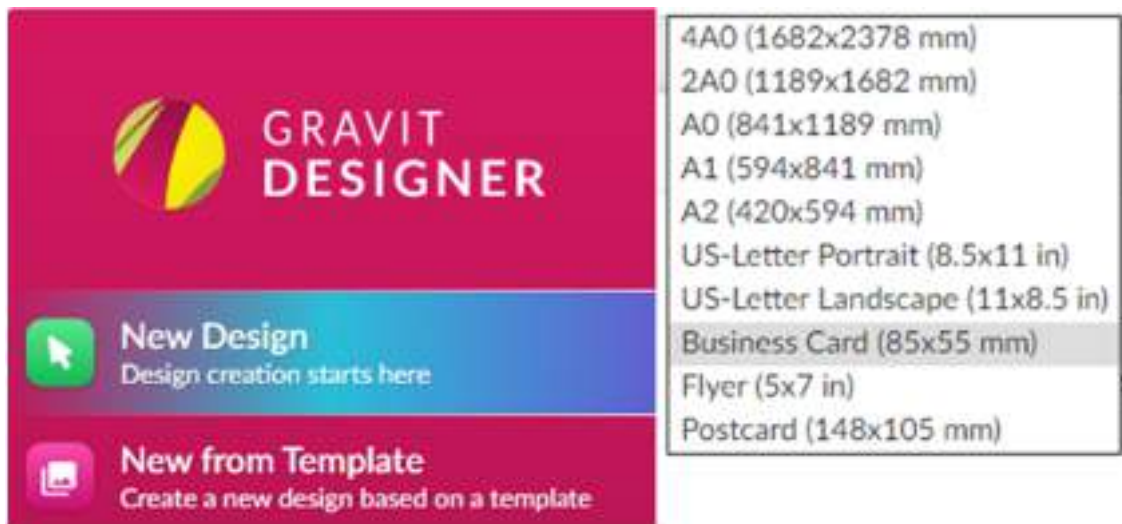 GRAVIT
DESIGNER
New Design
Design creation starts here
New from Template
Create a new design based on a template
4A0 (1682x2378 mm)
2A0 (1189x1682 mm)
A0 (841x1189 mm)
A1 (594x841 mm)
A2 (420x594 mm)
US-Letter Portrait (8.5x11 in)
US-Letter Landscape (11x8.5 in)
Business Card (85x55 mm)
Flyer (5x7 in)
Postcard (148x105 mm)